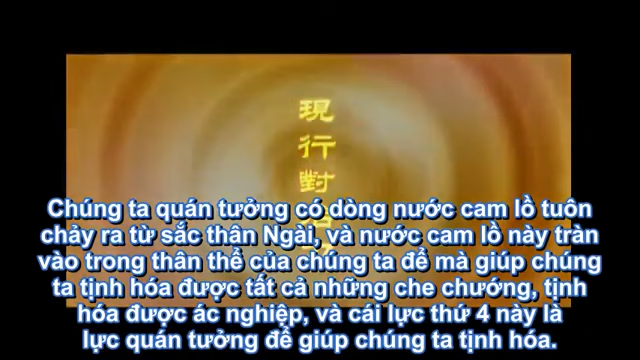 現行對
Chúng ta quán tưởng có dòng nước cam lồ tuôn
chảy ra từ sắc thân Ngài, và nước cam lồ này tràn
vào trong thân thể của chúng ta để mà giúp chúng
ta tịnh hóa được tất cả những che chướng, tịnh
hóa được ác nghiệp, và cái lực thứ 4 này là
lực quán tưởng để giúp chúng ta tịnh hóa.